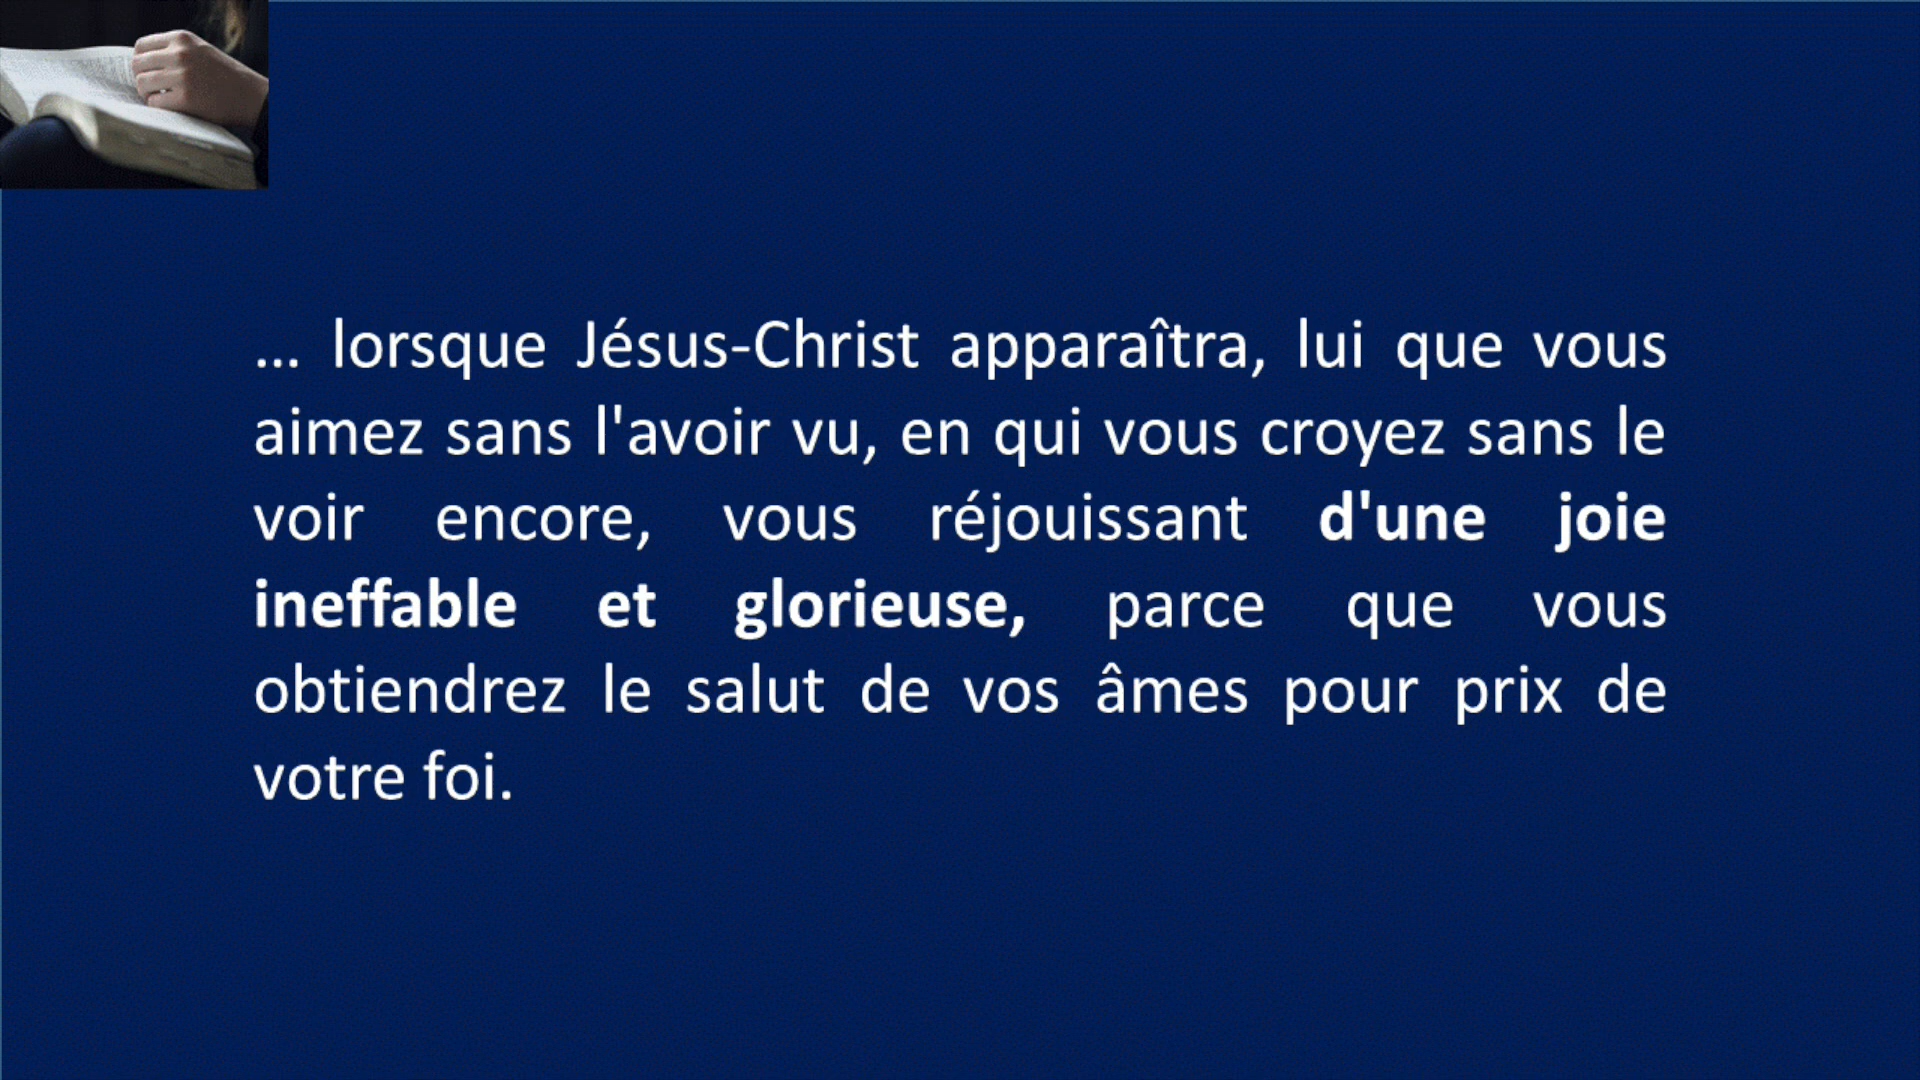 ... lorsque Jésus-Christ apparaîtra, lui que vous
aimez sans l'avoir vu, en qui vous croyez sans le
voir encore, vous réjouissant d'une joie
ineffable et glorieuse, parce que vous
obtiendrez le salut de vos âmes pour prix de
votre foi.